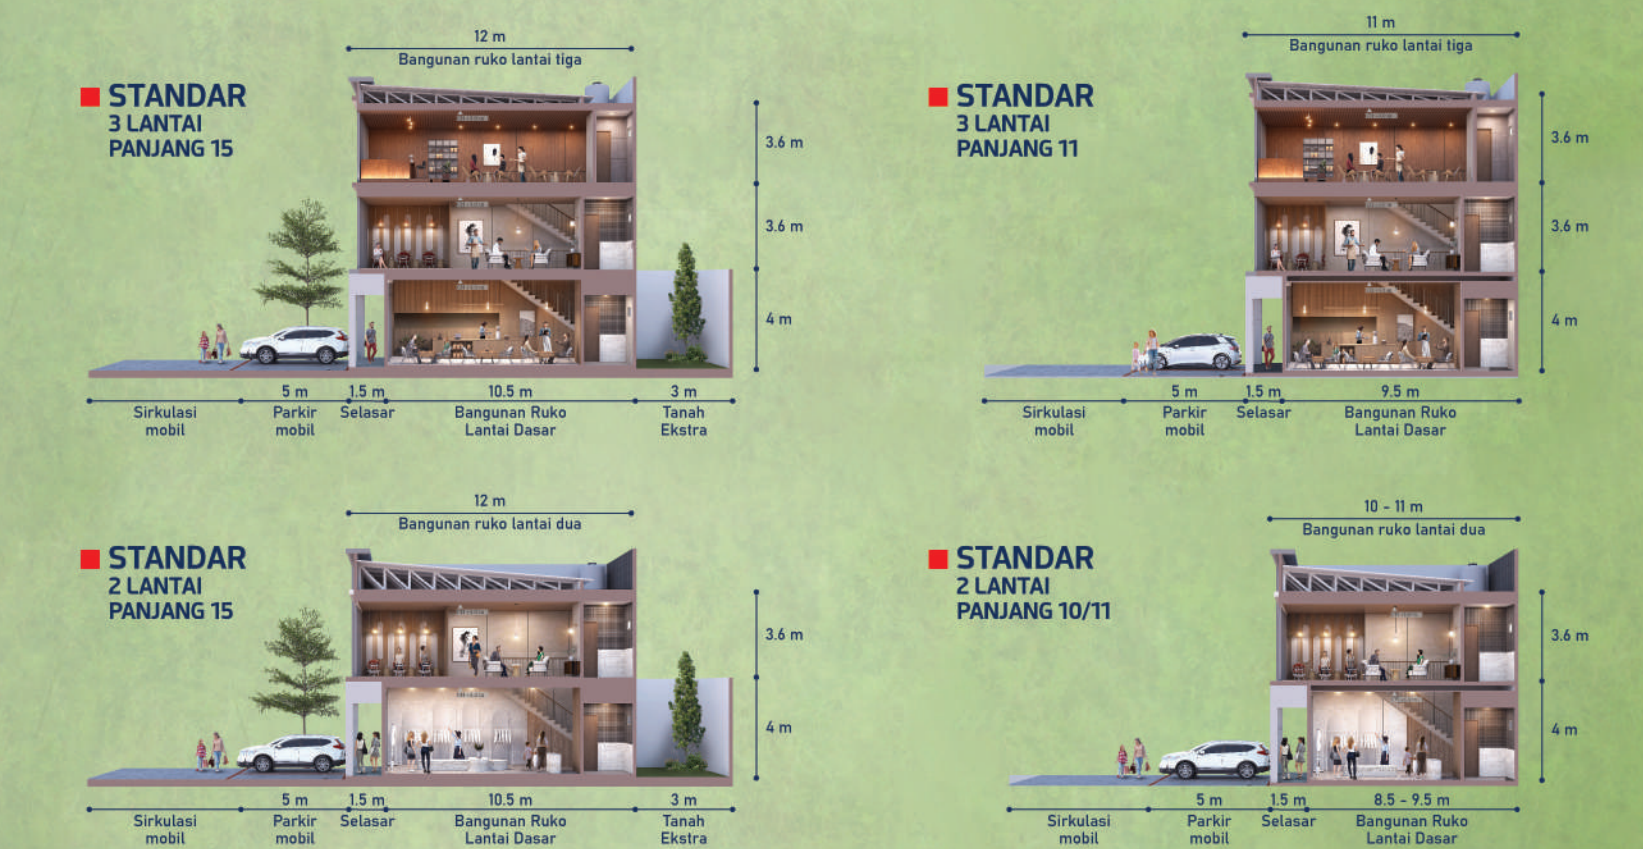 12 m
Bangunan ruko lantai tiga
STANDAR
3 LANTAI
PANJANG 15
3.6 m
3.6 m
4 m
5 m
1.5 m
10.5 m
3 m
Sirkulasi
mobil
Parkir
mobil
Selasar
Bangunan Ruko
Lantai Dasar
Tanah
Ekstra
11 m
Bangunan ruko lantai tiga
STANDAR
3 LANTAI
PANJANG 11
3.6 m
3.6 m
4 m
5 m
1.5 m
9.5 m
Sirkulasi
mobil
Parkir
mobil
Selasar
Bangunan Ruko
Lantai Dasar
12 m
Bangunan ruko lantai dua
STANDAR
2 LANTAI
PANJANG 15
3.6 m
4 m
5 m
1.5 m
10.5 m
3 m
Sirkulasi
mobil
Parkir
mobil
Selasar
Bangunan Ruko
Lantai Dasar
Tanah
Ekstra
10 - 11 m
Bangunan ruko lantai dua
STANDAR
2 LANTAI
PANJANG 10/11
3.6 m
4 m
5 m
1.5 m
8.5 - 9.5 m
Sirkulasi
mobil
Parkir
mobil
Selasar
Bangunan Ruko
Lantai Dasar